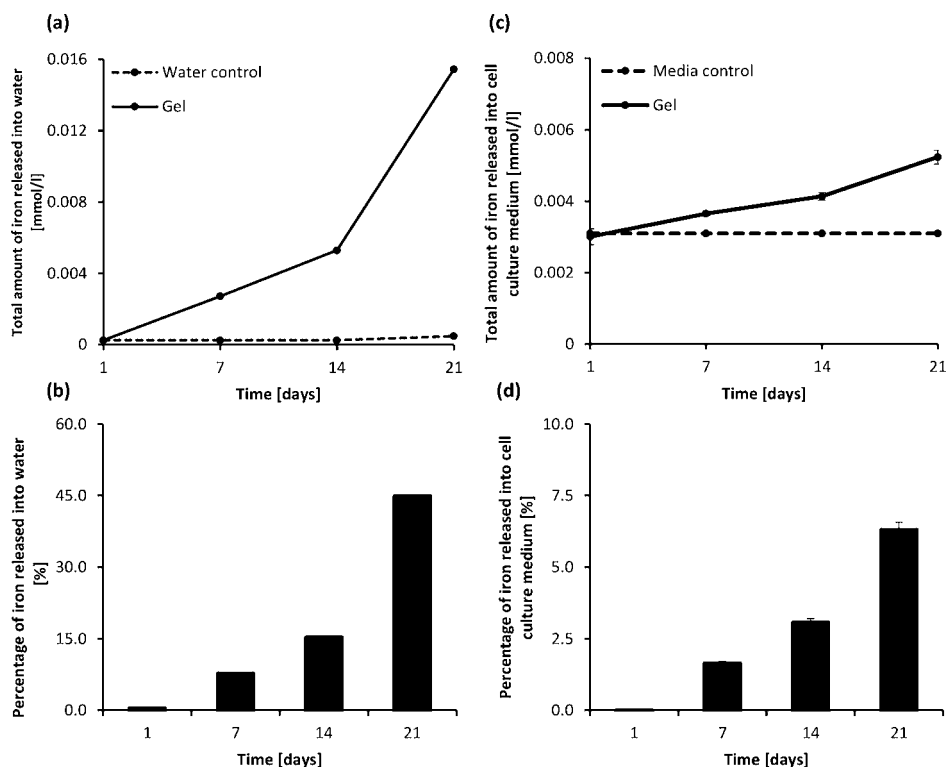 (a)
Total amount of iron released into water
[mmol/l]
0.016
0.012
0.008
0.004
0
Water control
Gel
1 7 14 21
Time [days]
(c)
Total amount of iron released into cell
culture medium [mmol/l]
0.008
0.006
0.004
0.002
0
Media control
Gel
1 7 14 21
Time [days]
(b)
Percentage of iron released into water
[%]
60.0
45.0
30.0
15.0
0.0
1 7 14 21
Time [days]
(d)
Percentage of iron released into cell
culture medium [%]
10.0
7.5
5.0
2.5
0.0
1 7 14 21
Time [days]